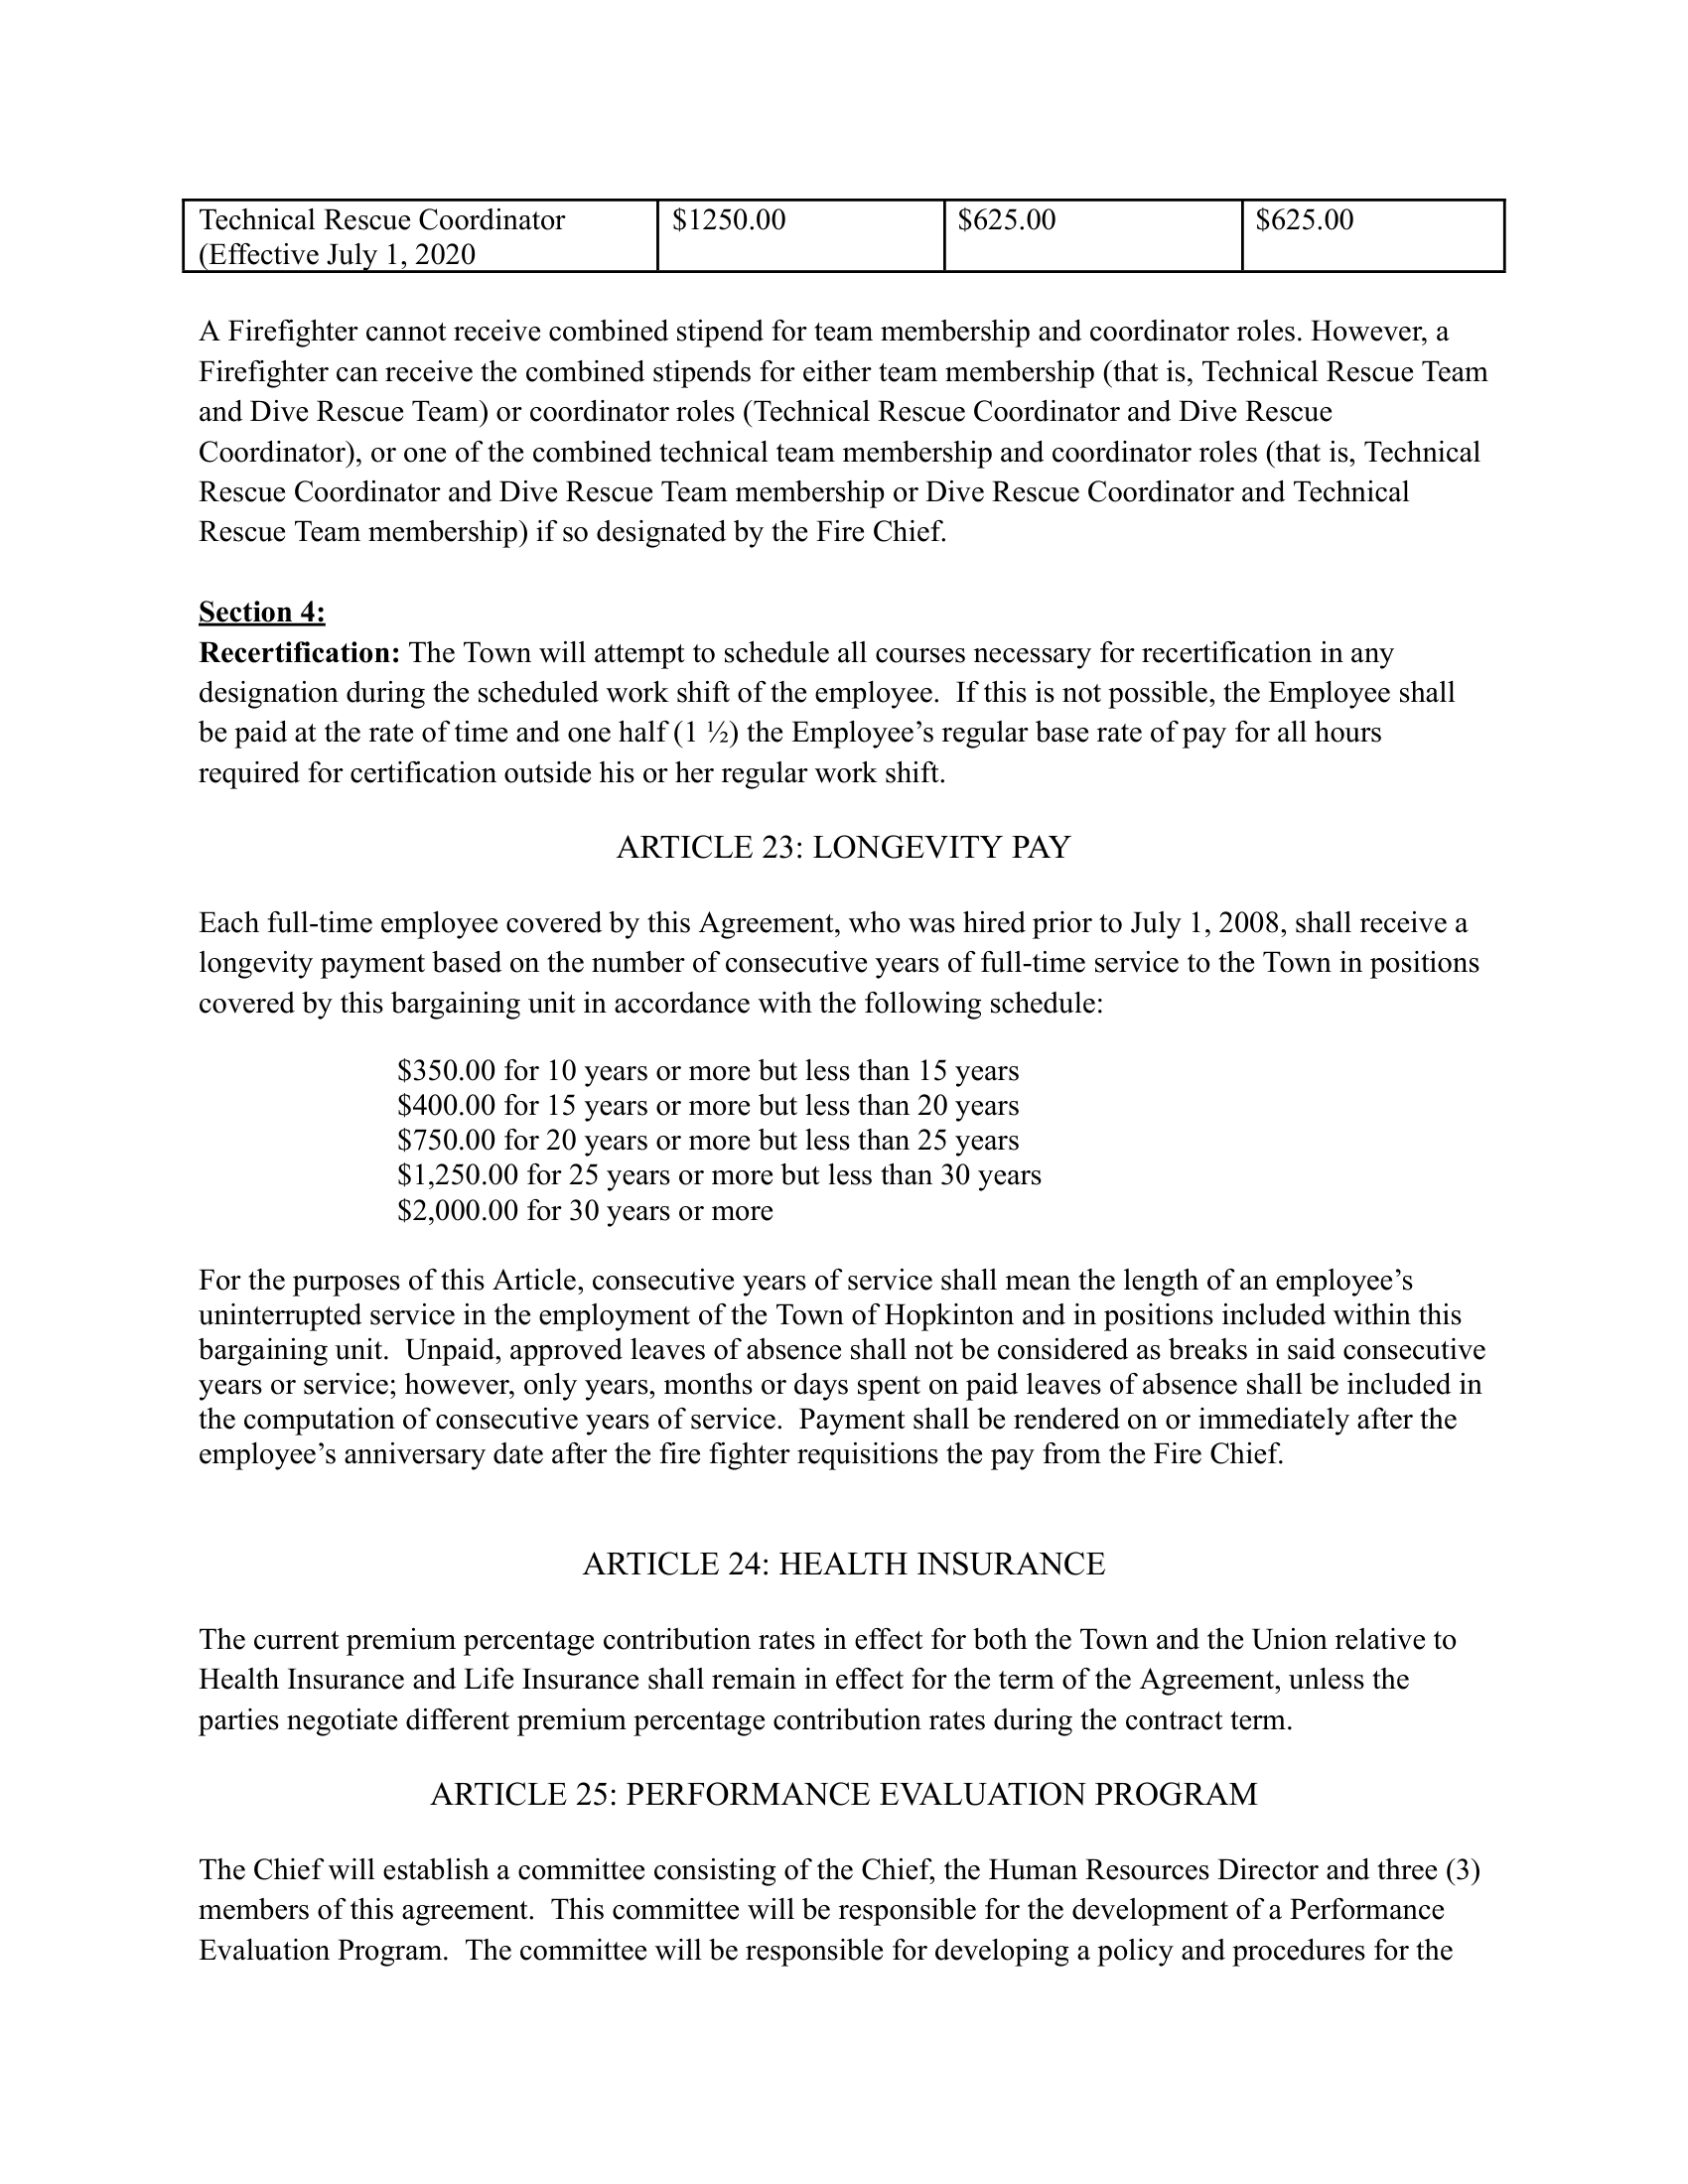 Technical Rescue Coordinator $1250.00 $625.00 $625.00
(Effective July 1, 2020
A Firefighter cannot receive combined stipend for team membership and coordinator roles. However, a
Firefighter can receive the combined stipends for either team membership (that is, Technical Rescue Team
and Dive Rescue Team) or coordinator roles (Technical Rescue Coordinator and Dive Rescue
Coordinator), or one of the combined technical team membership and coordinator roles (that is, Technical
Rescue Coordinator and Dive Rescue Team membership or Dive Rescue Coordinator and Technical
Rescue Team membership) if so designated by the Fire Chief.
Section 4:
Recertification: The Town will attempt to schedule all courses necessary for recertification in any
designation during the scheduled work shift of the employee.  If this is not possible, the Employee shall
be paid at the rate of time and one half (1 ½) the Employee’s regular base rate of pay for all hours
required for certification outside his or her regular work shift.
ARTICLE 23: LONGEVITY PAY
Each full-time employee covered by this Agreement, who was hired prior to July 1, 2008, shall receive a
longevity payment based on the number of consecutive years of full-time service to the Town in positions
covered by this bargaining unit in accordance with the following schedule:
$350.00 for 10 years or more but less than 15 years
$400.00 for 15 years or more but less than 20 years
$750.00 for 20 years or more but less than 25 years
$1,250.00 for 25 years or more but less than 30 years
$2,000.00 for 30 years or more
For the purposes of this Article, consecutive years of service shall mean the length of an employee’s
uninterrupted service in the employment of the Town of Hopkinton and in positions included within this
bargaining unit.  Unpaid, approved leaves of absence shall not be considered as breaks in said consecutive
years or service; however, only years, months or days spent on paid leaves of absence shall be included in
the computation of consecutive years of service.  Payment shall be rendered on or immediately after the
employee’s anniversary date after the fire fighter requisitions the pay from the Fire Chief.
ARTICLE 24: HEALTH INSURANCE
The current premium percentage contribution rates in effect for both the Town and the Union relative to
Health Insurance and Life Insurance shall remain in effect for the term of the Agreement, unless the
parties negotiate different premium percentage contribution rates during the contract term.
ARTICLE 25: PERFORMANCE EVALUATION PROGRAM
The Chief will establish a committee consisting of the Chief, the Human Resources Director and three (3)
members of this agreement.  This committee will be responsible for the development of a Performance
Evaluation Program.  The committee will be responsible for developing a policy and procedures for the